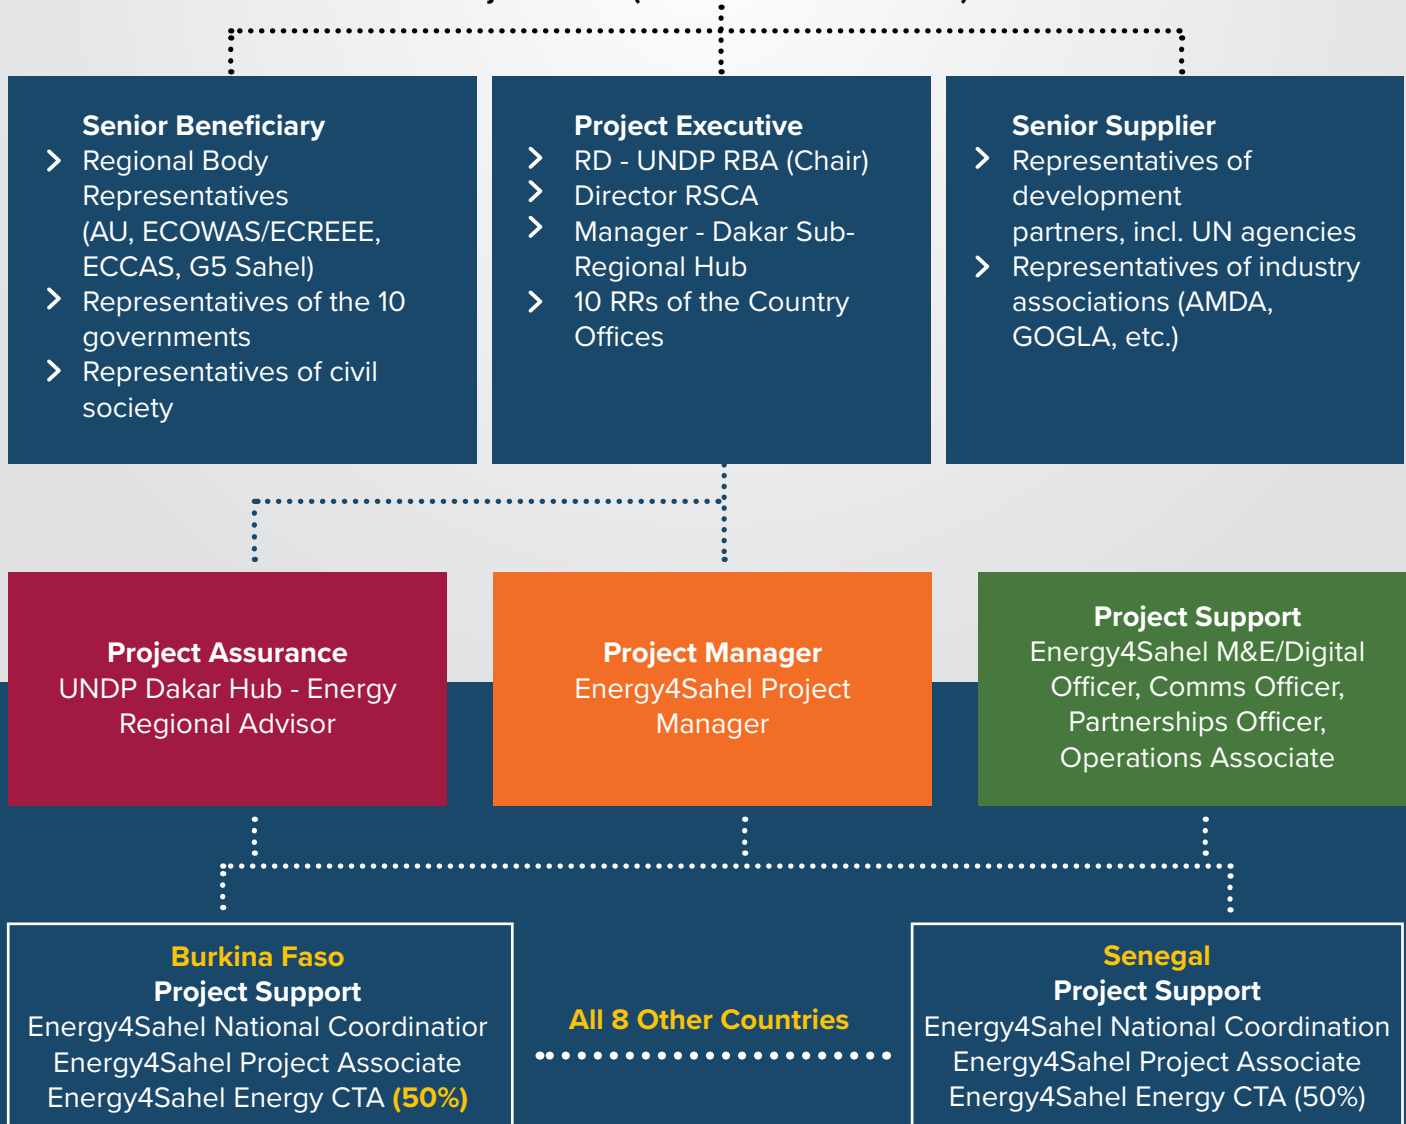 Senior Beneficiary
Regional Body
Representatives
(AU, ECOWAS/ECREEE,
ECCAS, G5 Sahel)
Representatives of the 10
governments
Representatives of civil
society
Project Executive
RD - UNDP RBA (Chair)
Director RSCA
Manager - Dakar Sub-
Regional Hub
10 RRs of the Country
Offices
Senior Supplier
Representatives of
development
partners, incl. UN agencies
Representatives of industry
associations (AMDA,
GOGLA, etc.)
Project Assurance
UNDP Dakar Hub - Energy
Regional Advisor
Project Manager
Energy4Sahel Project
Manager
Project Support
Energy4Sahel M&E/Digital
Officer, Comms Officer,
Partnerships Officer,
Operations Associate
Burkina Faso
Project Support
Energy4Sahel National Coordinatior
Energy4Sahel Project Associate
Energy4Sahel Energy CTA (50%)
All 8 Other Countries
Senegal
Project Support
Energy4Sahel National Coordination
Energy4Sahel Project Associate
Energy4Sahel Energy CTA (50%)